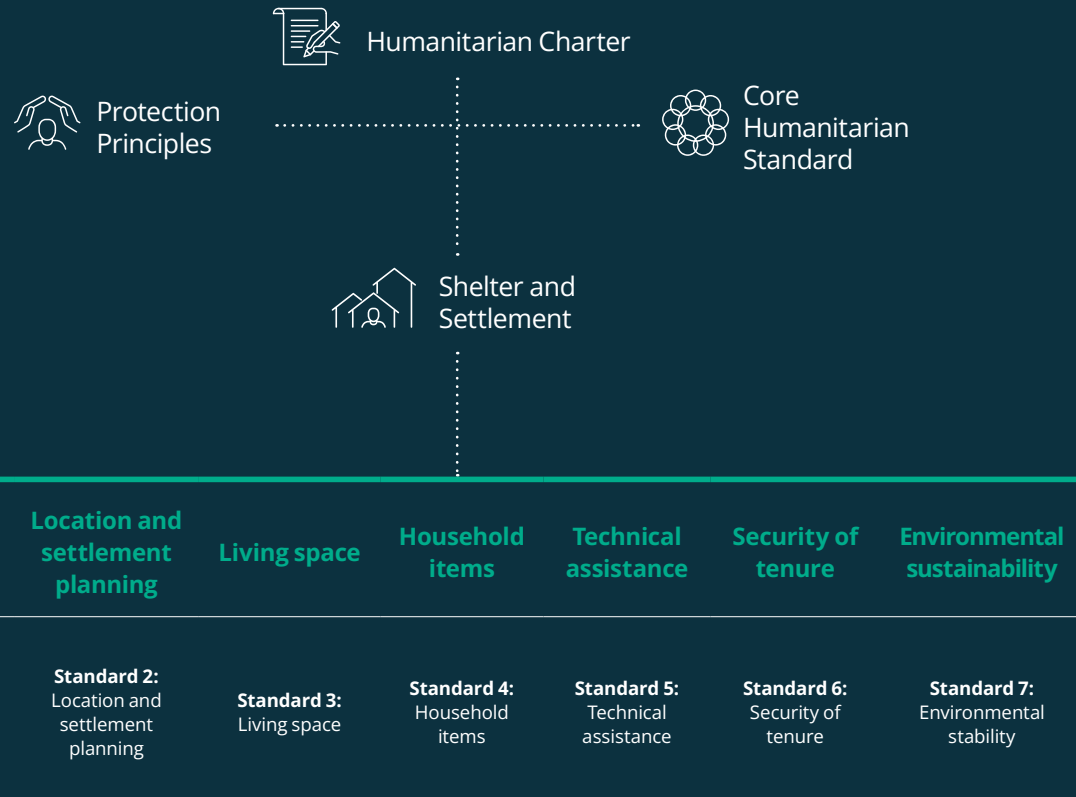 Humanitarian Charter
Protection
Principles
Core
Humanitarian
Standard
Shelter and
Settlement
Location and
settlement
planning
Living space
Household
items
Technical
assistance
Security of
tenure
Environmental
sustainability
Standard 2:
Location and
settlement
planning
Standard 3:
Living space
Standard 4:
Household
items
Standard 5:
Technical
assistance
Standard 6:
Security of
tenure
Standard 7:
Environmental
stability